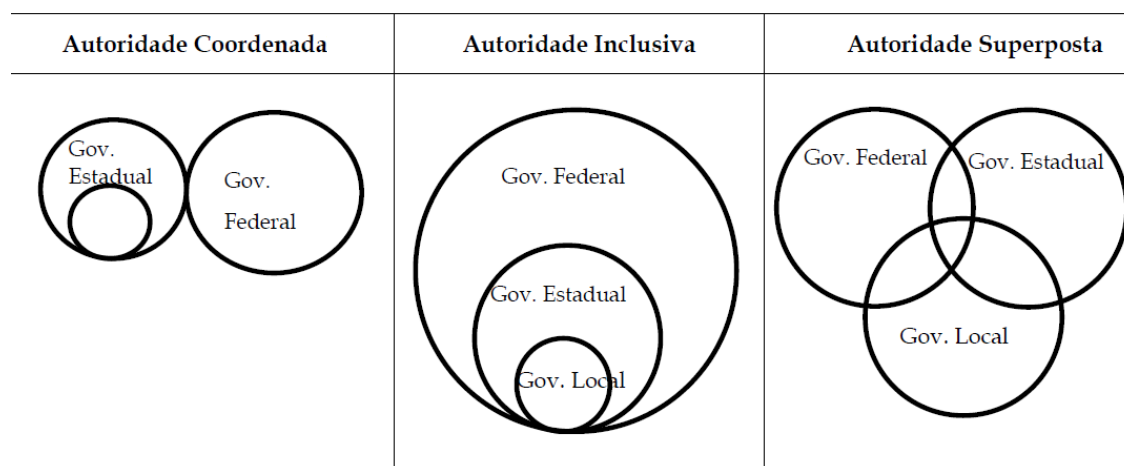 Autoridade Coordenada
Autoridade Inclusiva
Autoridade Superposta
Gov.
Estadual
Gov.
Federal
Gov. Federal
Gov. Estadual
Gov. Local
Gov. Federal
Gov. Estadual
Gov. Local